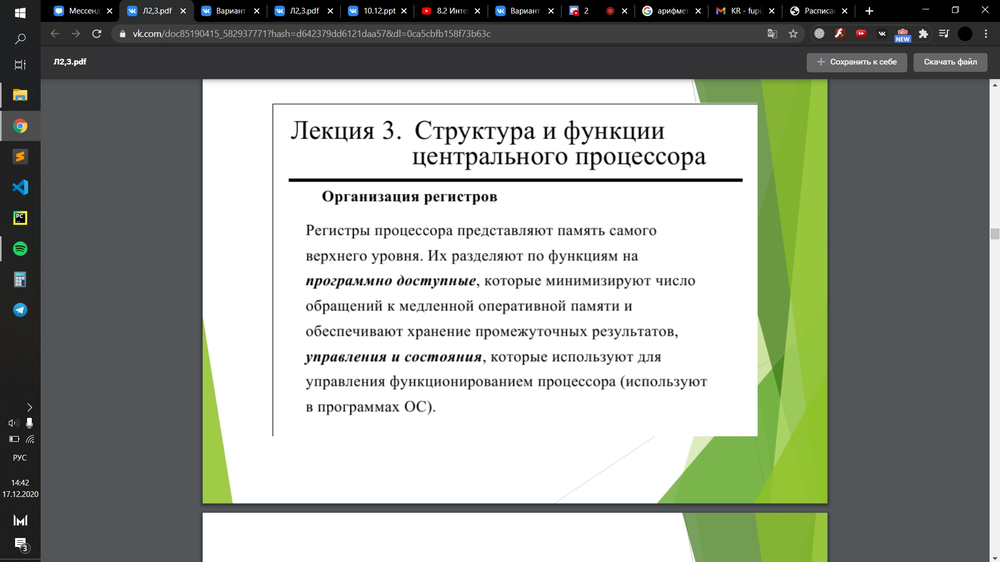 Мессенд
Л2,3.pdf
Вариант
Л2,3.pdf
10.12.ppt
8.2 Инте
Вариант
2
арифмет
KR - fupi
Расписан
vk.com/doc85190415_582937771?hash=d642379dd6121daa57&dl=0ca5cbfb158f73b63c
NEW
Л2,3.pdf
Сохранить к себе
Скачать файл
Лекция 3. Структура и функции
центрального процессора
Организация регистров
Регистры процессора представляют память самого
верхнего уровня. Их разделяют по функциям на
программно доступные, которые минимизируют число
обращений к медленной оперативной памяти и
обеспечивают хранение промежуточных результатов,
управления и состояния, которые используют для
управления функционированием процессора (используют
в программах ОС).
PC
РУС
14:42
17.12.2020
3